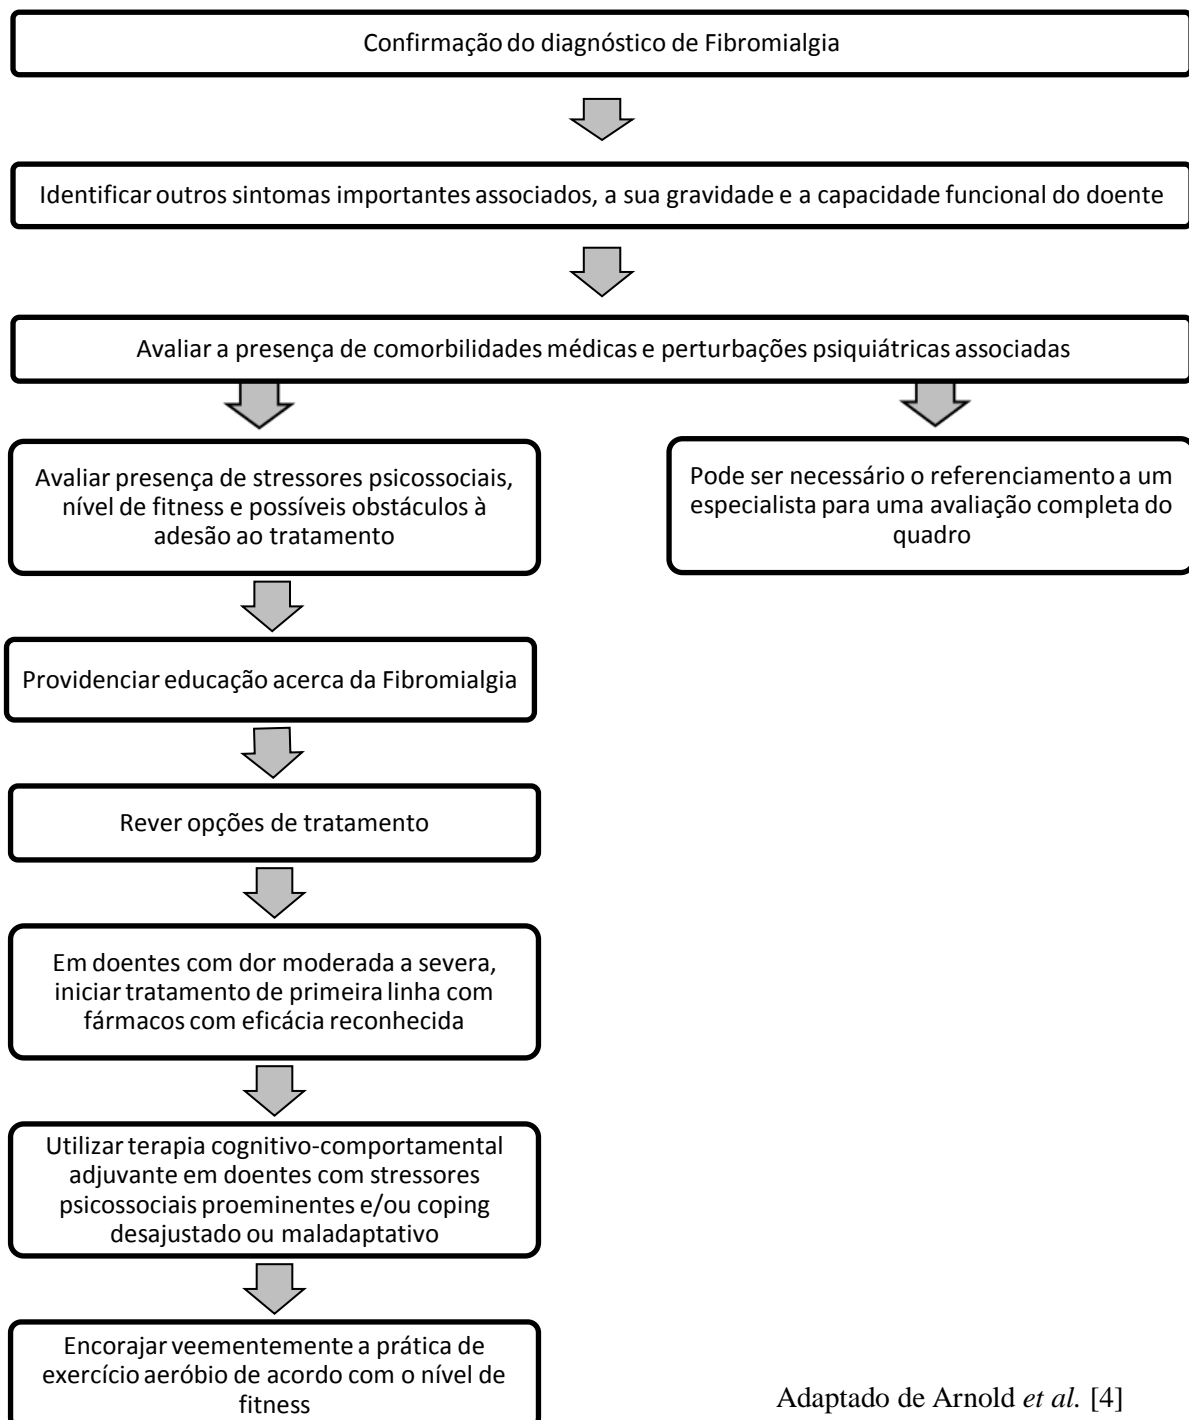 Confirmação do diagnóstico de Fibromialgia
Identificar outros sintomas importantes associados, a sua gravidade e a capacidade funcional do doente
Avaliar a presença de comorbilidades médicas e perturbações psiquiátricas associadas
Avaliar presença de stressores psicossociais,
nível de fitness e possíveis obstáculos à
adesão ao tratamento
Pode ser necessário o referenciamento a um
especialista para uma avaliação completa do
quadro
Providenciar educação acerca da Fibromialgia
Rever opções de tratamento
Em doentes com dor moderada a severa,
iniciar tratamento de primeira linha com
fármacos com eficácia reconhecida
Utilizar terapia cognitivo-comportamental
adjuvante em doentes com stressores
psicossociais proeminentes e/ou coping
desajustado ou maladaptativo
Encorajar veementemente a prática de
exercício aeróbio de acordo com o nível de
fitness
Adaptado de Arnold et al. [4]